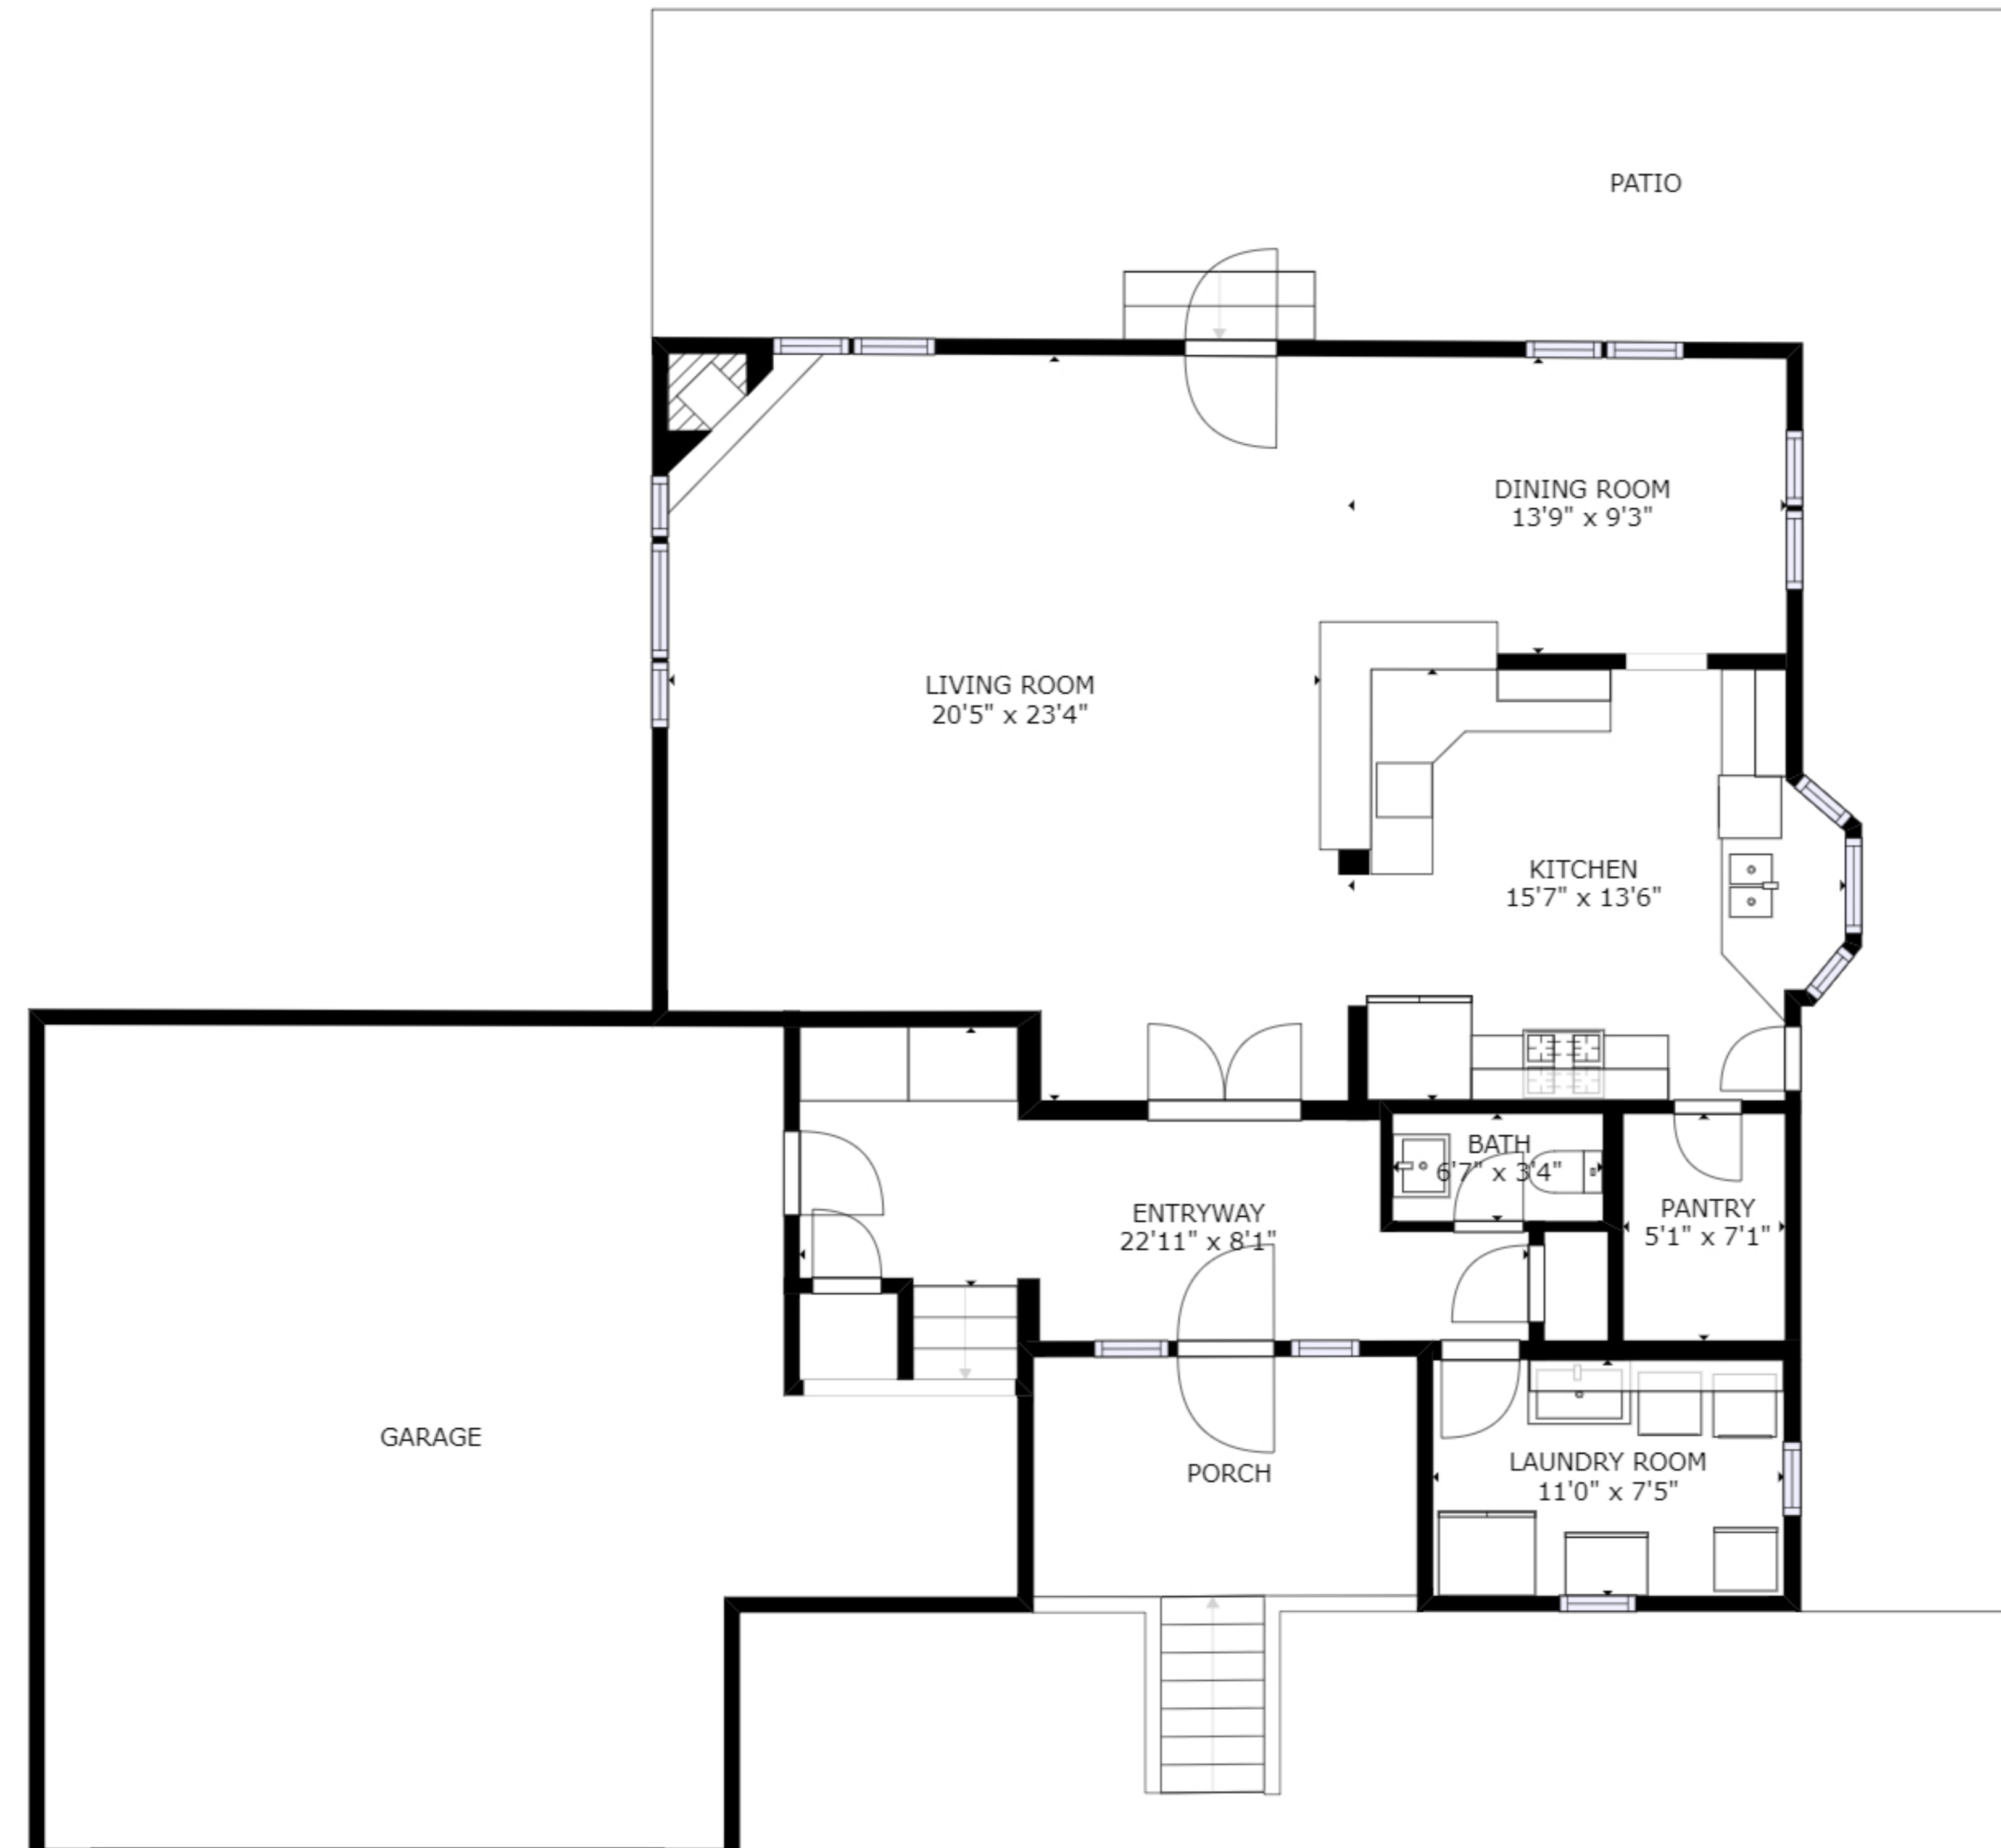 PATIO
DINING ROOM
13'9" x 9'3"
LIVING ROOM
20'5" x 23'4"
KITCHEN
15'7" x 13'6"
BATH
6'7" x 3'4"
ENTRYWAY
22'11" x 8'1"
PANTRY
5'1" x 7'1"
GARAGE
PORCH
LAUNDRY ROOM
11'0" x 7'5"